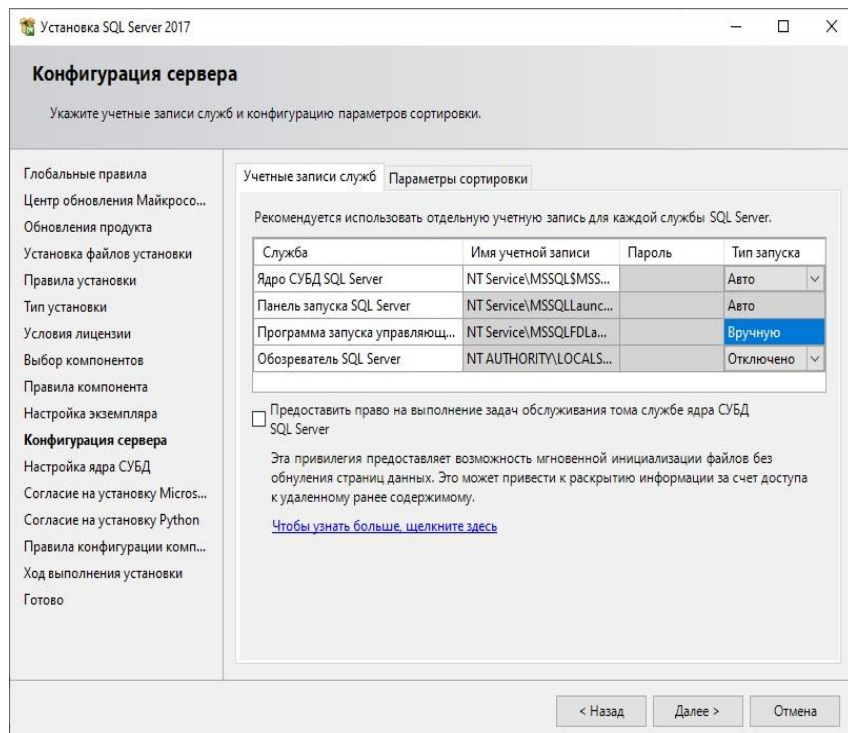 Установка SQL Server 2017
Конфигурация сервера
Укажите учетные записи служб и конфигурацию параметров сортировки.
Глобальные правила
Центр обновления Майкросо...
Обновления продукта
Установка файлов установки
Правила установки
Тип установки
Условия лицензии
Выбор компонентов
Правила компонента
Настройка экземпляра
Конфигурация сервера
Настройка ядра СУБД
Согласие на установку Micros...
Согласие на установку Python
Правила конфигурации комп...
Ход выполнения установки
Готово
Учетные записи служб Параметры сортировки
Рекомендуется использовать отдельную учетную запись для каждой службы SQL Server.
Служба Имя учетной записи Пароль Тип запуска
Ядро СУБД SQL Server NT Service\MSSQL$MSS... Авто
Панель запуска SQL Server NT Service\MSSQLLaunc... Авто
Программа запуска управляющ... NT Service\MSSQLFDLa... Вручную
Обозреватель SQL Server NT AUTHORITY\LOCALS... Отключено
Предоставить право на выполнение задач обслуживания тома службе ядра СУБД
SQL Server
Эта привилегия предоставляет возможность мгновенной инициализации файлов без
обнуления страниц данных. Это может привести к раскрытию информации за счет доступа
к удаленному ранее содержимому.
Чтобы узнать больше, щелкните здесь
< Назад Далее > Отмена